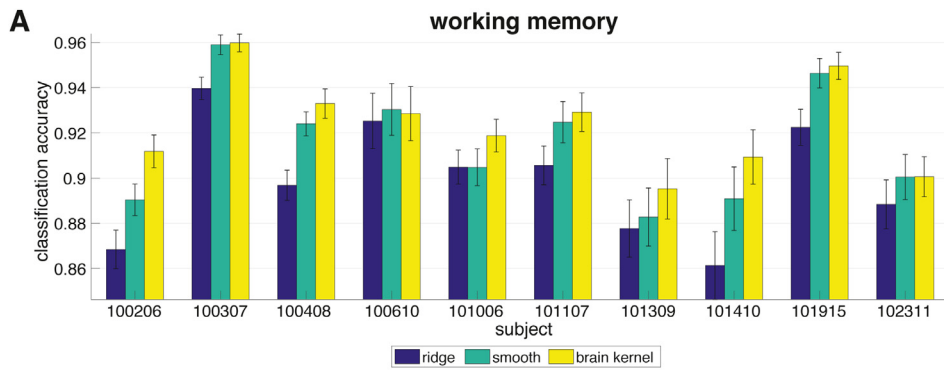 A
working memory
classification accuracy
0.96
0.94
0.92
0.9
0.88
0.86
100206 100307 100408 100610 101006 101107 101309 101410 101915 102311
subject
ridge smooth brain kernel